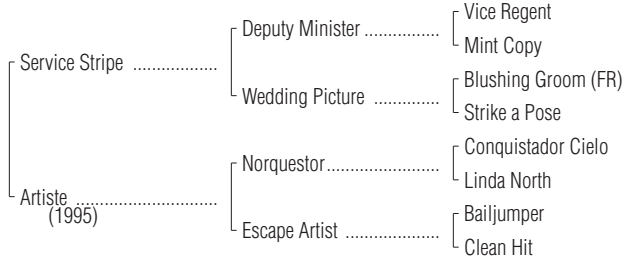 Vice Regent
Deputy Minister ..................
Mint Copy
Service Stripe ..................
Blushing Groom (FR)
Wedding Picture ...............
Strike a Pose
Conquistador Cielo
Norquestor........................
Linda North
Artiste ..............................
(1995)
Bailjumper
Escape Artist ....................
Clean Hit